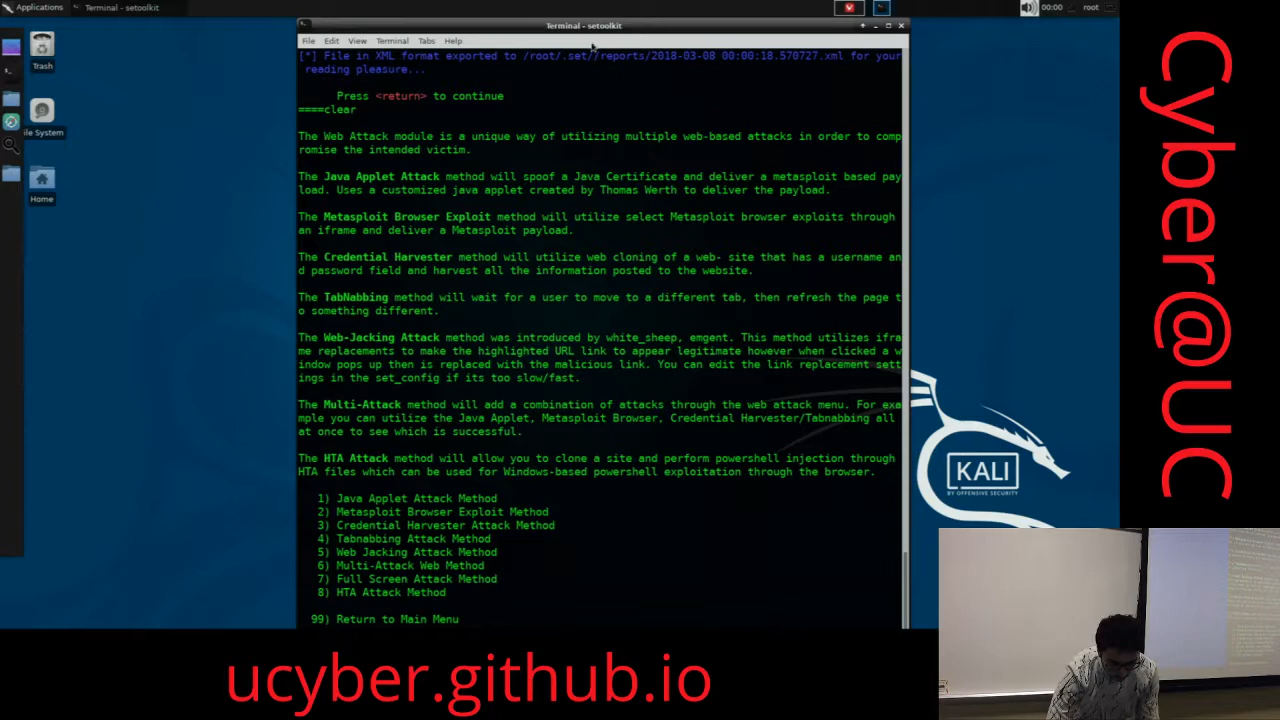 Applications
Terminal - setoolkit
00:00
root
Terminal - setoolkit
File Edit View Terminal Tabs Help
[*] File in XML format exported to /root/.set//reports/2018-03-08 00:00:18.570727.xml for your
reading pleasure...
Press <return> to continue
====clear
The Web Attack module is a unique way of utilizing multiple web-based attacks in order to comp
romise the intended victim.
The Java Applet Attack method will spoof a Java Certificate and deliver a metasploit based pay
load. Uses a customized java applet created by Thomas Werth to deliver the payload.
The Metasploit Browser Exploit method will utilize select Metasploit browser exploits through
an iframe and deliver a Metasploit payload.
The Credential Harvester method will utilize web cloning of a web- site that has a username an
d password field and harvest all the information posted to the website.
The TabNabbing method will wait for a user to move to a different tab, then refresh the page t
o something different.
The Web-Jacking Attack method was introduced by white_sheep, emgent. This method utilizes ifra
me replacements to make the highlighted URL link to appear legitimate however when clicked a w
indow pops up then is replaced with the malicious link. You can edit the link replacement sett
ings in the set_config if its too slow/fast.
The Multi-Attack method will add a combination of attacks through the web attack menu. For exa
mple you can utilize the Java Applet, Metasploit Browser, Credential Harvester/Tabnabbing all
at once to see which is successful.
The HTA Attack method will allow you to clone a site and perform powershell injection through
HTA files which can be used for Windows-based powershell exploitation through the browser.
1) Java Applet Attack Method
2) Metasploit Browser Exploit Method
3) Credential Harvester Attack Method
4) Tabnabbing Attack Method
5) Web Jacking Attack Method
6) Multi-Attack Web Method
7) Full Screen Attack Method
8) HTA Attack Method
99) Return to Main Menu
Trash
ile System
Home
KALI
BY OFFENSIVE SECURITY
Cyber@UC
ucyber.github.io